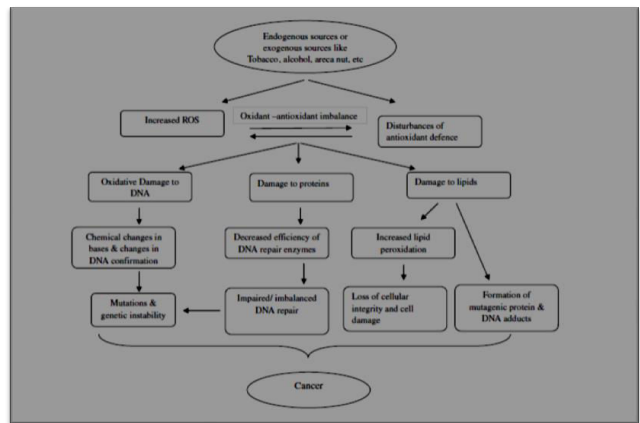 Endogenous sources or
exogenous sources like
Tobacco, alcohol, areca nut, etc
Increased ROS
Oxidant –antioxidant imbalance
Disturbances of
antioxidant defence
Oxidative Damage to
DNA
Damage to proteins
Damage to lipids
Chemical changes in
bases & changes in
DNA confirmation
Decreased efficiency of
DNA repair enzymes
Increased lipid
peroxidation
Mutations &
genetic instability
Impaired/ imbalanced
DNA repair
Loss of cellular
integrity and cell
damage
Formation of
mutagenic protein &
DNA adducts
Cancer